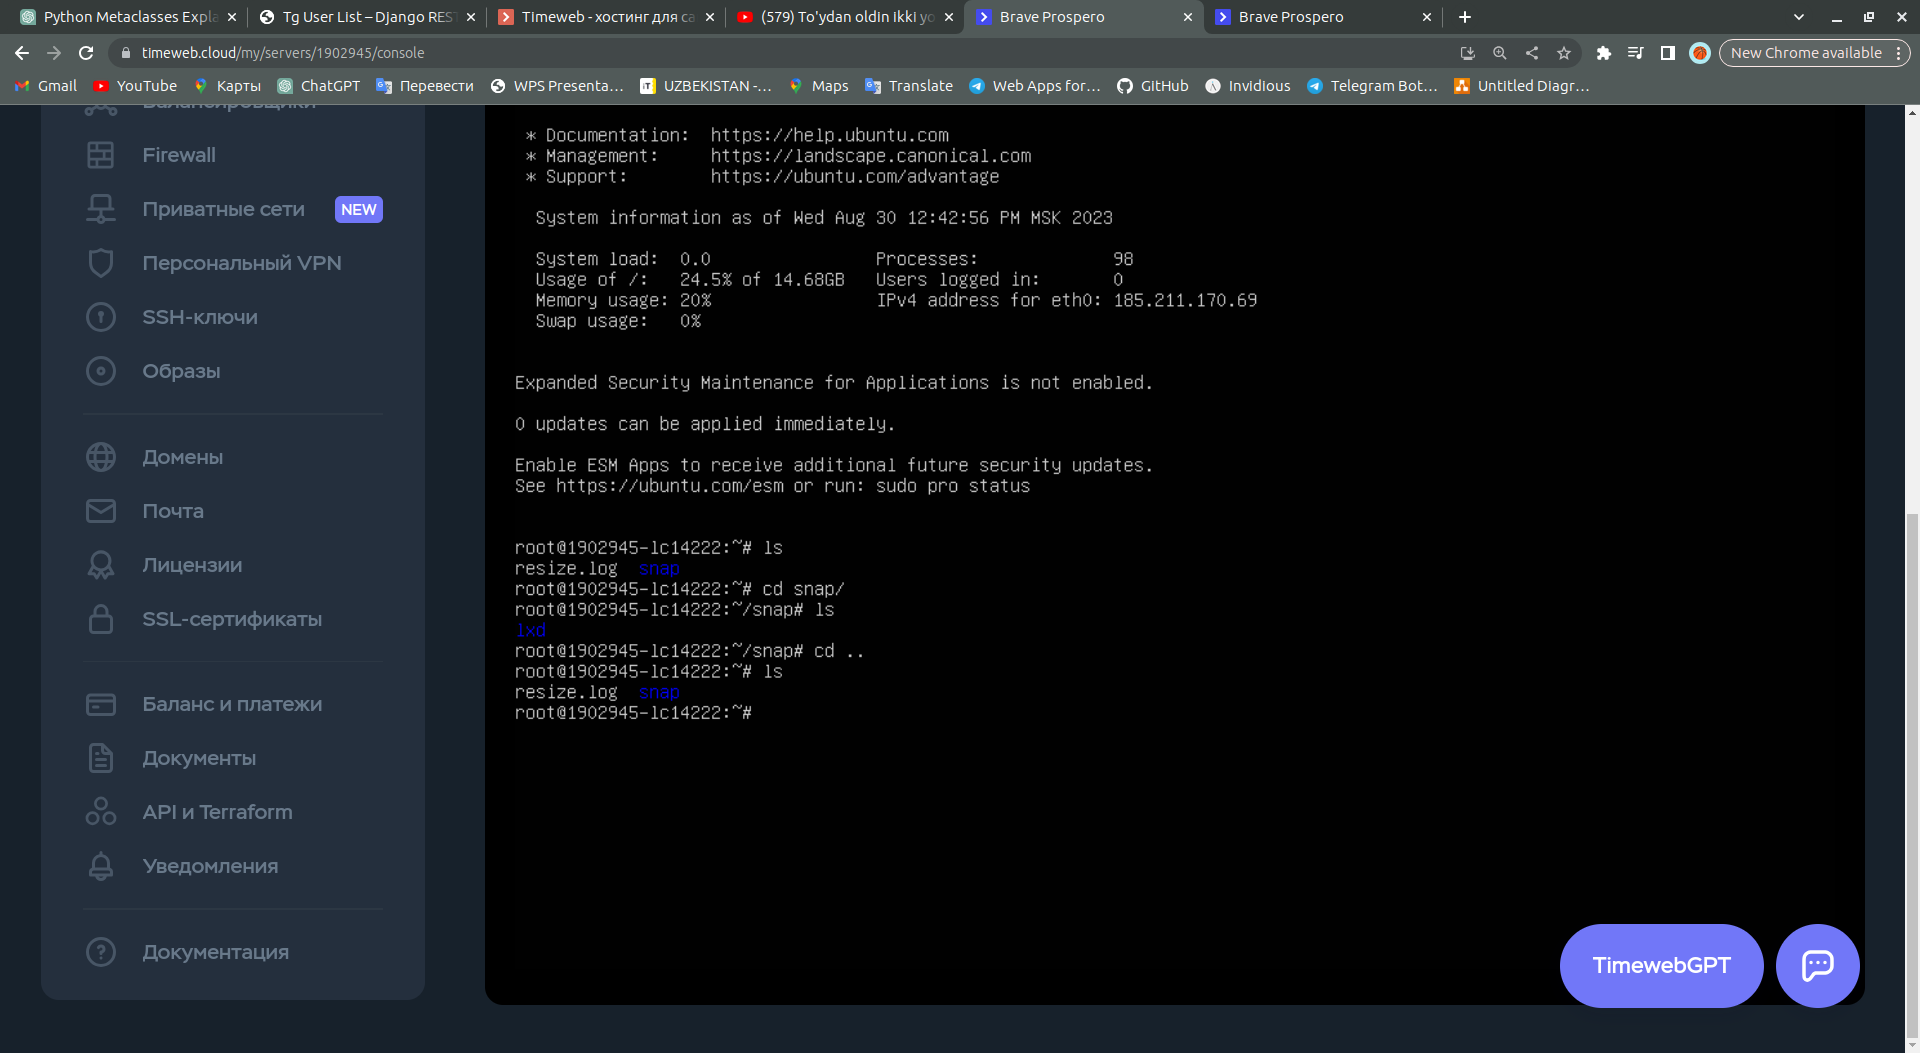 Python Metaclasses Expla
Tg User List – Django REST
Timeweb - хостинг для са
(579) To'ydan oldin ikki yo
Brave Prospero
Brave Prospero
timeweb.cloud/my/servers/1902945/console
New Chrome available
Gmail
YouTube
Карты
ChatGPT
Перевести
WPS Presenta...
UZBEKISTAN -...
Maps
Translate
Web Apps for...
GitHub
Invidious
Telegram Bot...
Untitled Diagr...
Балансировщики
Firewall
Приватные сети NEW
Персональный VPN
SSH-ключи
Образы
Домены
Почта
Лицензии
SSL-сертификаты
Баланс и платежи
Документы
API и Terraform
Уведомления
Документация
* Documentation:  https://help.ubuntu.com
* Management:     https://landscape.canonical.com
* Support:        https://ubuntu.com/advantage
System information as of Wed Aug 30 12:42:56 PM MSK 2023
System load:  0.0                Processes:             98
Usage of /:   24.5% of 14.68GB   Users logged in:       0
Memory usage: 20%                IPv4 address for eth0: 185.211.170.69
Swap usage:   0%
Expanded Security Maintenance for Applications is not enabled.
0 updates can be applied immediately.
Enable ESM Apps to receive additional future security updates.
See https://ubuntu.com/esm or run: sudo pro status
root@1902945-lc14222:~# ls
resize.log  snap
root@1902945-lc14222:~# cd snap/
root@1902945-lc14222:~/snap# ls
lxd
root@1902945-lc14222:~/snap# cd ..
root@1902945-lc14222:~# ls
resize.log  snap
root@1902945-lc14222:~#
TimewebGPT